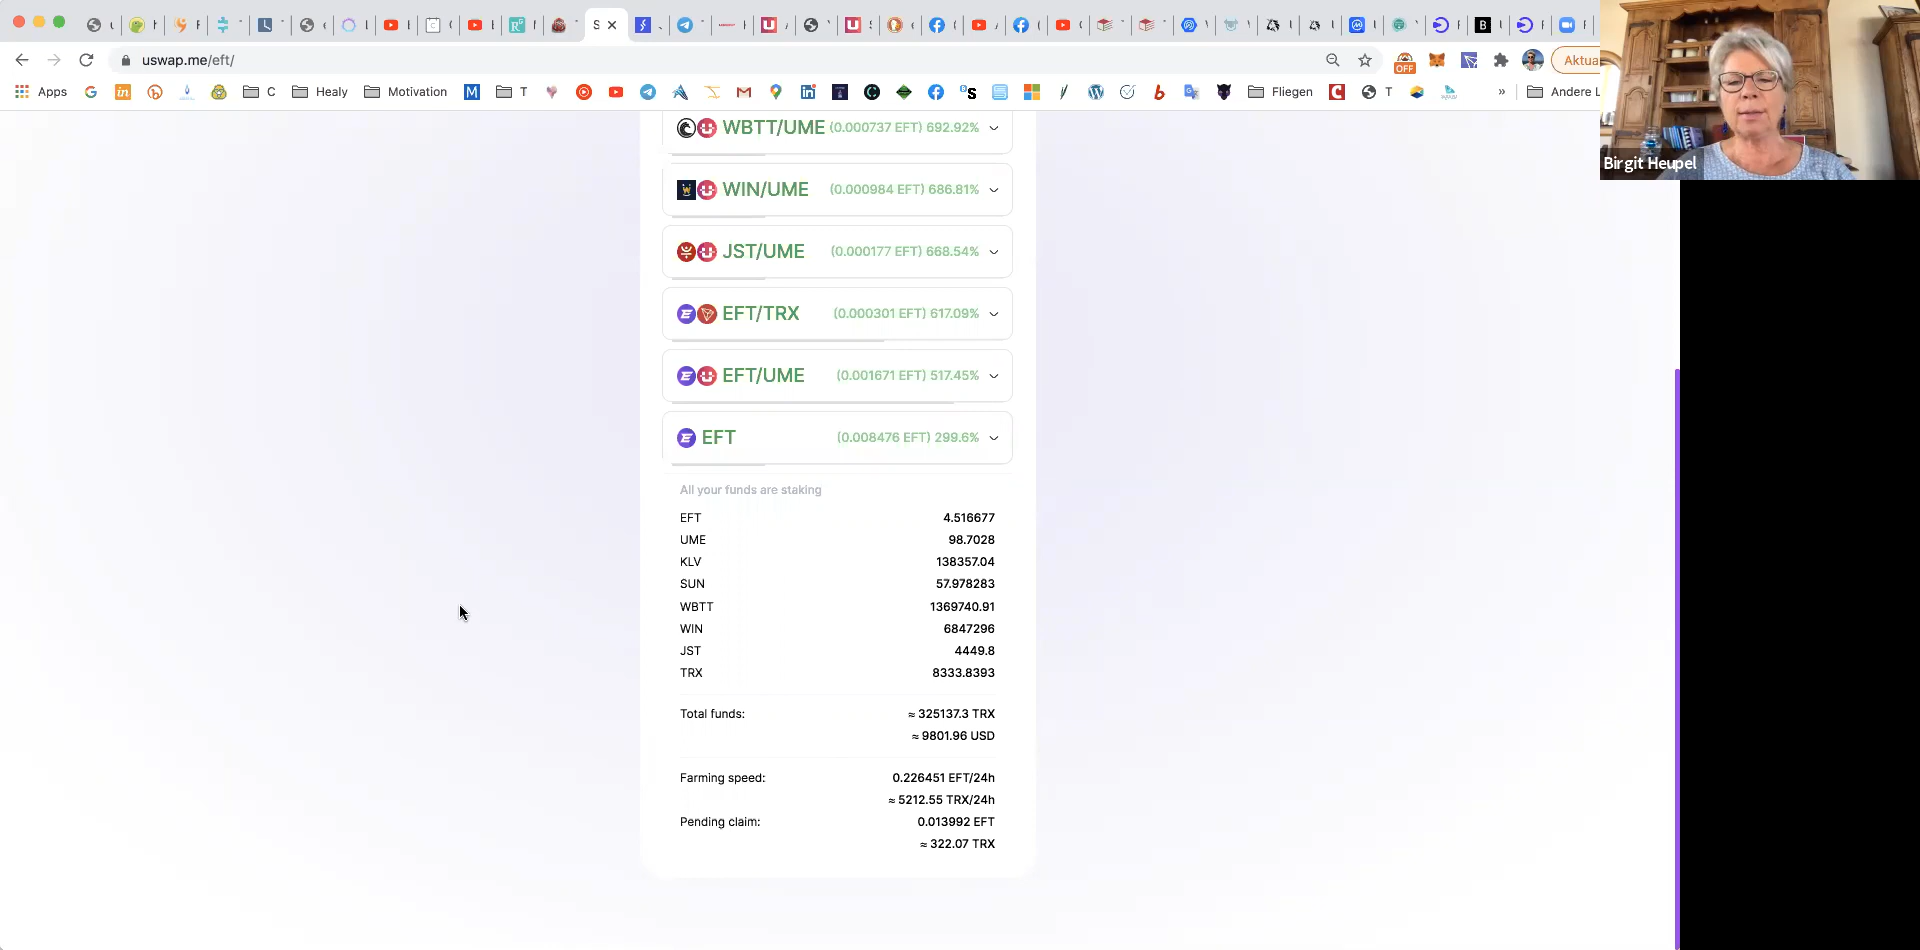 uswap.me/eft/
OFF
Aktua
Apps
C
Healy
Motivation
T
Fliegen
T
»
Andere L
Birgit Heupel
WBTT/UME (0.000737 EFT) 692.92%
WIN/UME (0.000984 EFT) 686.81%
JST/UME (0.000177 EFT) 668.54%
EFT/TRX (0.000301 EFT) 617.09%
EFT/UME (0.001671 EFT) 517.45%
EFT (0.008476 EFT) 299.6%
All your funds are staking
EFT 4.516677
UME 98.7028
KLV 138357.04
SUN 57.978283
WBTT 1369740.91
WIN 6847296
JST 4449.8
TRX 8333.8393
Total funds: ≈ 325137.3 TRX
≈ 9801.96 USD
Farming speed: 0.226451 EFT/24h
≈ 5212.55 TRX/24h
Pending claim: 0.013992 EFT
≈ 322.07 TRX